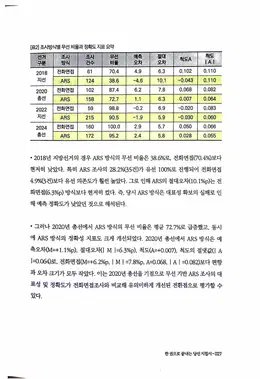 [표2] 조사방식별 무선 비율과 정확도 지표 요약
선거 구분 조사 방식 조사 건수 무선 비율 예측 오차 절대 오차 척도A 척도 |A|
2018 지선 전화면접 61 70.4 4.9 6.3 0.102 0.110
ARS 124 38.6 -4.6 10.1 -0.043 0.110
2020 총선 전화면접 102 87.4 6.2 7.8 0.068 0.082
ARS 158 72.7 1.1 6.3 0.007 0.064
2022 지선 전화면접 59 98.8 -0.2 6.9 0.020 0.083
ARS 215 90.5 -1.9 5.9 -0.030 0.060
2024 총선 전화면접 160 100.0 2.9 5.7 0.050 0.066
ARS 172 95.2 2.4 5.8 0.028 0.055
• 2018년 지방선거의 경우 ARS 방식의 무선 비율은 38.6%로, 전화면접(70.4%)보다
현저히 낮았다. 특히 ARS 조사의 28.2%(35건)가 유선 100%로 진행되어 전화면접
4.9%(3건)보다 유선 의존도가 훨씬 높았다. 그로 인해 ARS의 절대오차(10.1%p)는 전
화면접(6.3%p) 방식보다 현저히 컸다. 즉, 당시 ARS 방식은 대표성 확보의 실패로 인
해 예측 정확도가 낮았던 것으로 해석된다.
• 그러나 2020년 총선에서 ARS 방식의 무선 비율은 평균 72.7%로 급증했고, 동시
에 ARS 방식의 정확성 지표도 크게 개선되었다. 2020년 총선에서 ARS 방식은 예
측오차(M=+1.1%p), 절대오차(| M |=6.3%p), 척도(A=+0.007), 척도의 절댓값(| A
|=0.064)로, 전화면접(M=+6.2%p, | M |=7.8%p, A=0.068, | A |=0.082)보다 편향
과 오차 크기가 모두 작았다. 이는 2020년 총선을 기점으로 무선 기반 ARS 조사의 대
표성 및 정확도가 전화면접조사와 비교해 유의미하게 개선된 전환점으로 평가할 수
있다.
한 권으로 끝내는 당선 지침서 -027